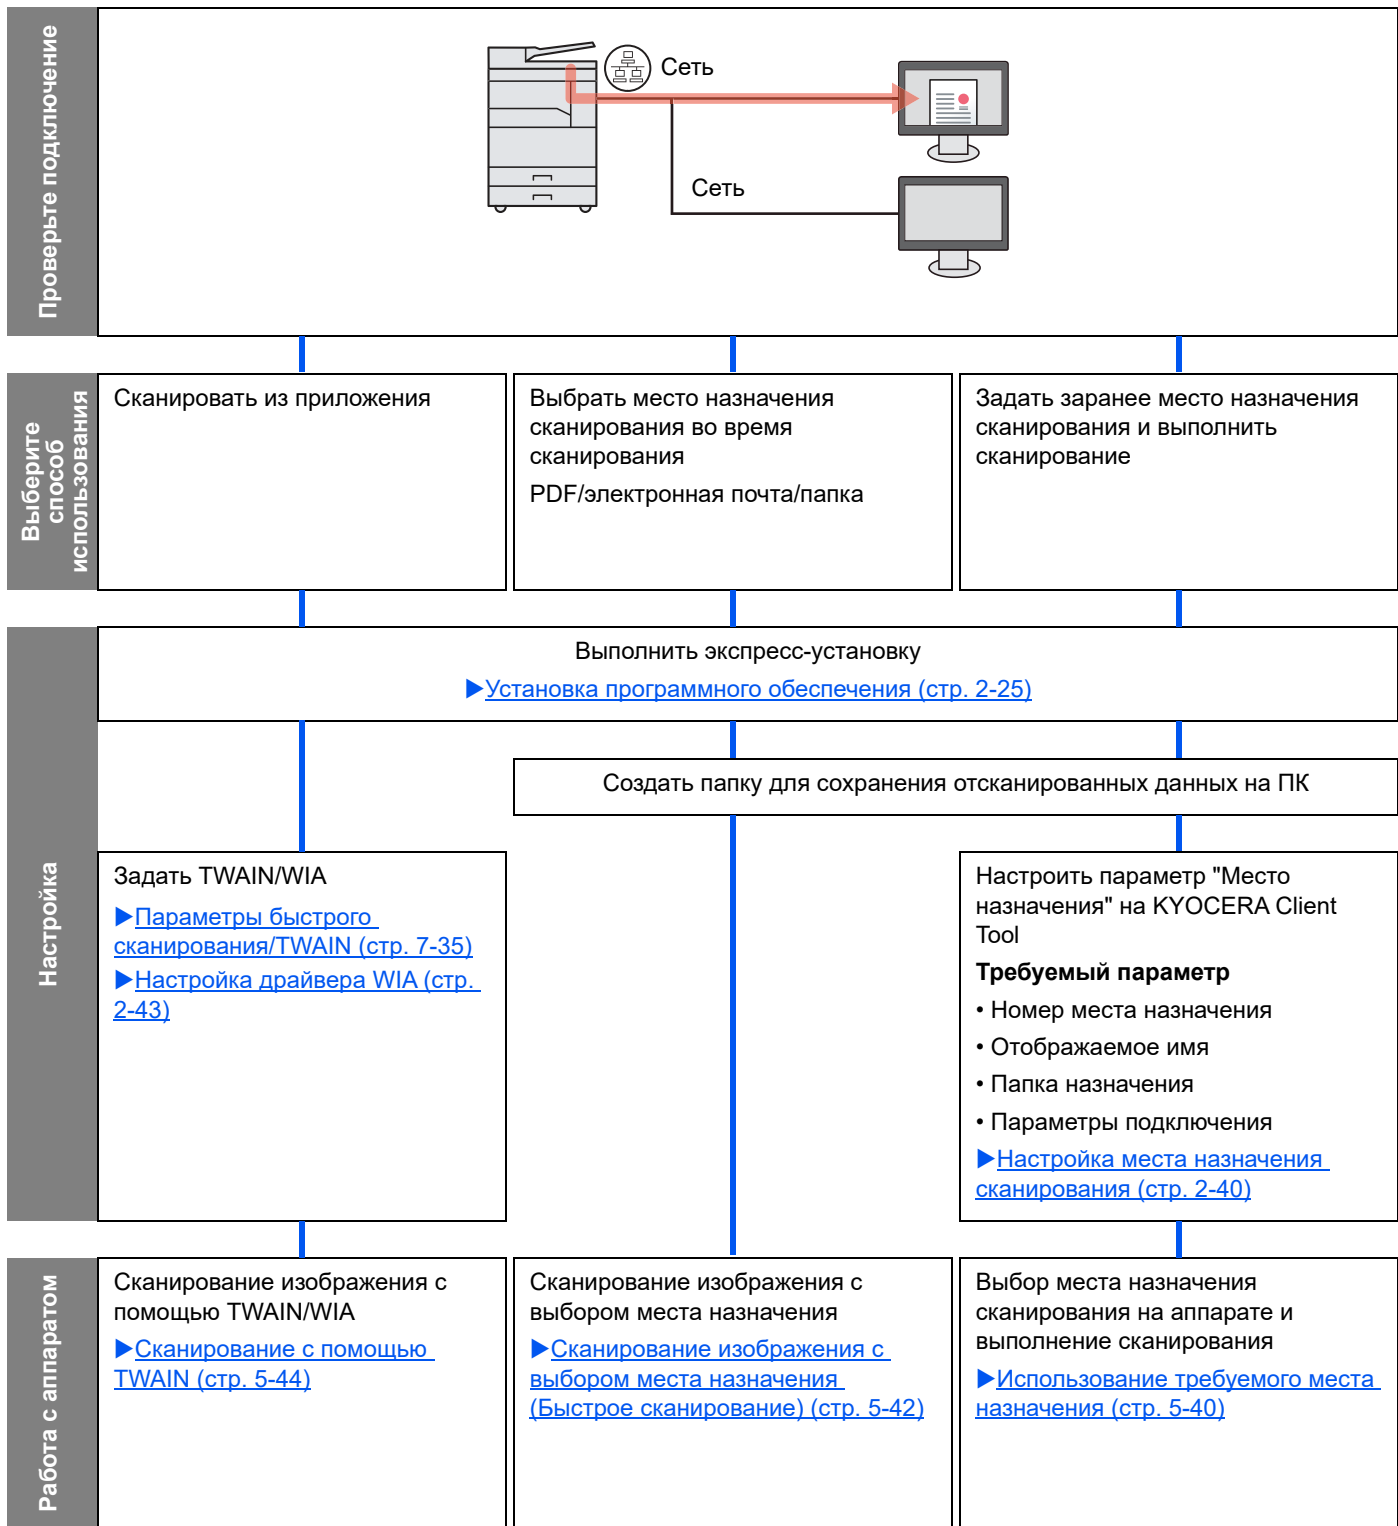 Проверьте подключение
Сеть
Сеть
Выберите
способ
использования
Сканировать из приложения
Выбрать место назначения
сканирования во время
сканирования
PDF/электронная почта/папка
Задать заранее место назначения
сканирования и выполнить
сканирование
Настройка
Выполнить экспресс-установку
▶Установка программного обеспечения (стр. 2-25)
Создать папку для сохранения отсканированных данных на ПК
Задать TWAIN/WIA
▶Параметры быстрого
сканирования/TWAIN (стр. 7-35)
▶Настройка драйвера WIA (стр.
2-43)
Настроить параметр "Место
назначения" на KYOCERA Client
Tool
Требуемый параметр
• Номер места назначения
• Отображаемое имя
• Папка назначения
• Параметры подключения
▶Настройка места назначения
сканирования (стр. 2-40)
Работа с аппаратом
Сканирование изображения с
помощью TWAIN/WIA
▶Сканирование с помощью
TWAIN (стр. 5-44)
Сканирование изображения с
выбором места назначения
▶Сканирование изображения с
выбором места назначения
(Быстрое сканирование) (стр. 5-42)
Выбор места назначения
сканирования на аппарате и
выполнение сканирования
▶Использование требуемого места
назначения (стр. 5-40)